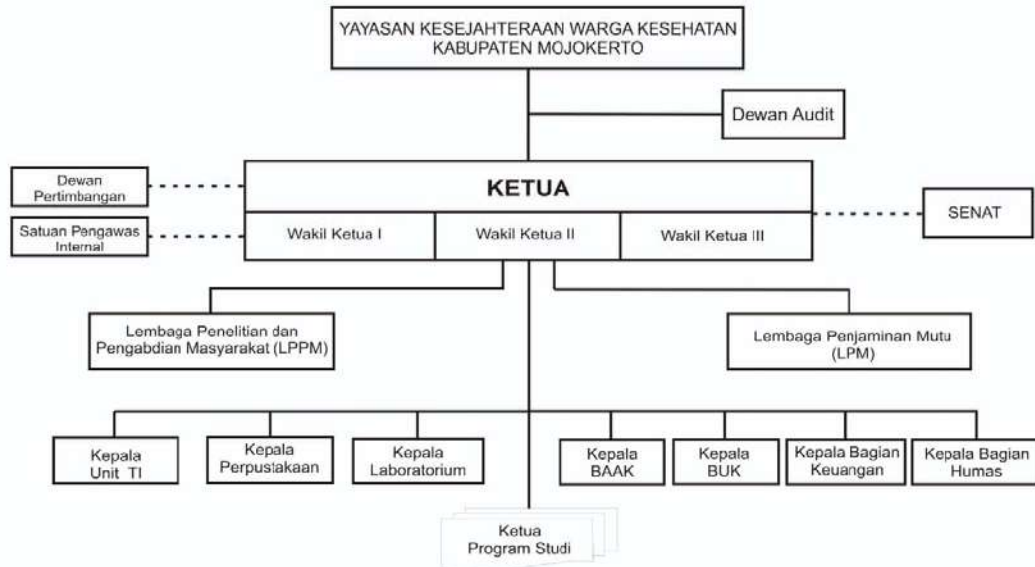 YAYASAN KESEJAHTERAAN WARGA KESEHATAN
KABUPATEN MOJOKERTO
Dewan Audit
Dewan
Pertimbangan
KETUA
SENAT
Satuan Pengawas
Internal
Wakil Ketua I
Wakil Ketua II
Wakil Ketua III
Lembaga Penelitian dan
Pengabdian Masyarakat (LPPM)
Lembaga Penjaminan Mutu
(LPM)
Kepala
Unit TI
Kepala
Perpustakaan
Kepala
Laboratorium
Kepala
BAAK
Kepala
BUK
Kepala Bagian
Keuangan
Kepala Bagian
Humas
Ketua
Program Studi